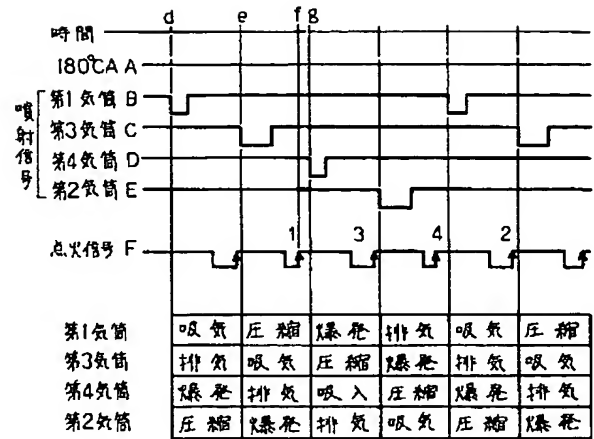 d e f g
時間
180℃A A
噴射信号
第1気筒 B
第3気筒 C
第4気筒 D
第2気筒 E
1 3 4 2
点火信号 F
第1気筒 吸気 圧縮 爆発 排気 吸気 圧縮
第3気筒 排気 吸気 圧縮 爆発 排気 吸気
第4気筒 爆発 排気 吸入 圧縮 爆発 排気
第2気筒 圧縮 爆発 排気 吸気 圧縮 爆発